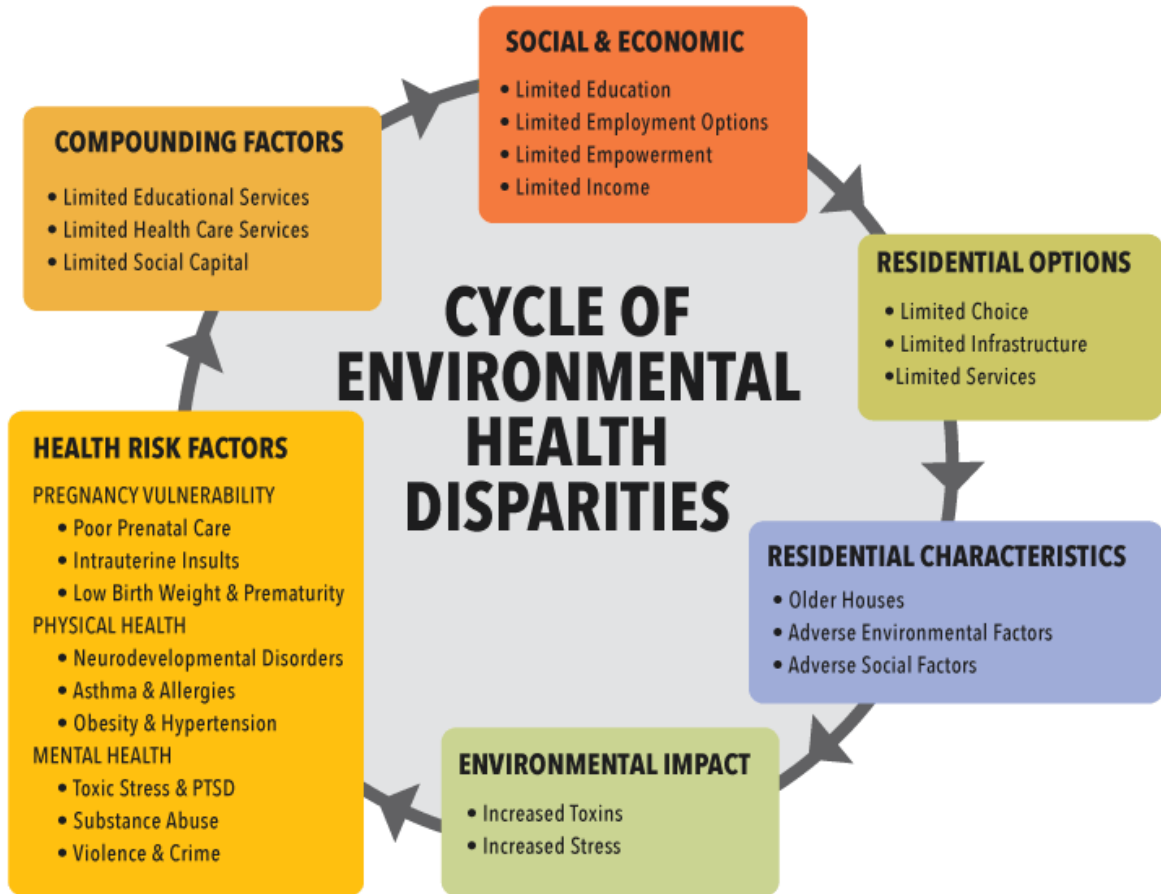 CYCLE OF
ENVIRONMENTAL
HEALTH
DISPARITIES
SOCIAL & ECONOMIC
• Limited Education
• Limited Employment Options
• Limited Empowerment
• Limited Income
RESIDENTIAL OPTIONS
• Limited Choice
• Limited Infrastructure
•Limited Services
RESIDENTIAL CHARACTERISTICS
• Older Houses
• Adverse Environmental Factors
• Adverse Social Factors
ENVIRONMENTAL IMPACT
• Increased Toxins
• Increased Stress
HEALTH RISK FACTORS
PREGNANCY VULNERABILITY
• Poor Prenatal Care
• Intrauterine Insults
• Low Birth Weight & Prematurity
PHYSICAL HEALTH
• Neurodevelopmental Disorders
• Asthma & Allergies
• Obesity & Hypertension
MENTAL HEALTH
• Toxic Stress & PTSD
• Substance Abuse
• Violence & Crime
COMPOUNDING FACTORS
• Limited Educational Services
• Limited Health Care Services
• Limited Social Capital